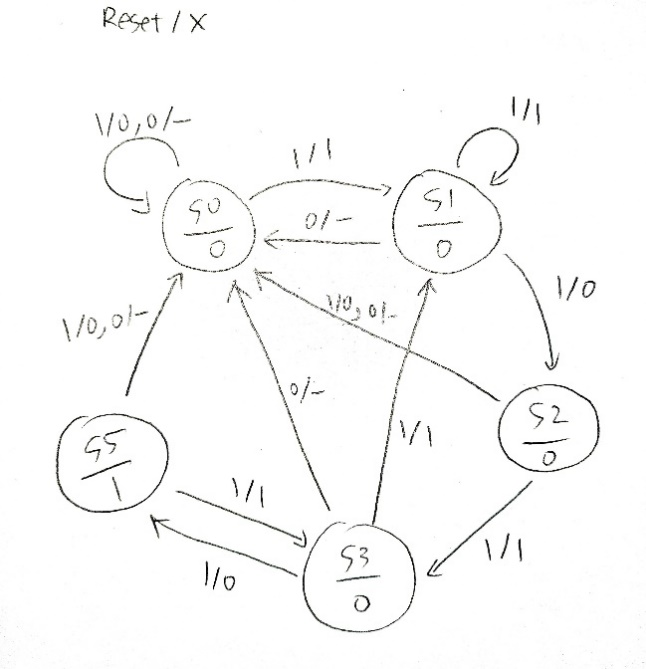 Reset / X
1/0, 0/-
1/1
1/1
S0
0
0/-
S1
0
1/0
1/0, 0/-
1/0, 0/-
0/-
1/1
S2
0
S5
1
1/1
1/0
S3
0
1/1